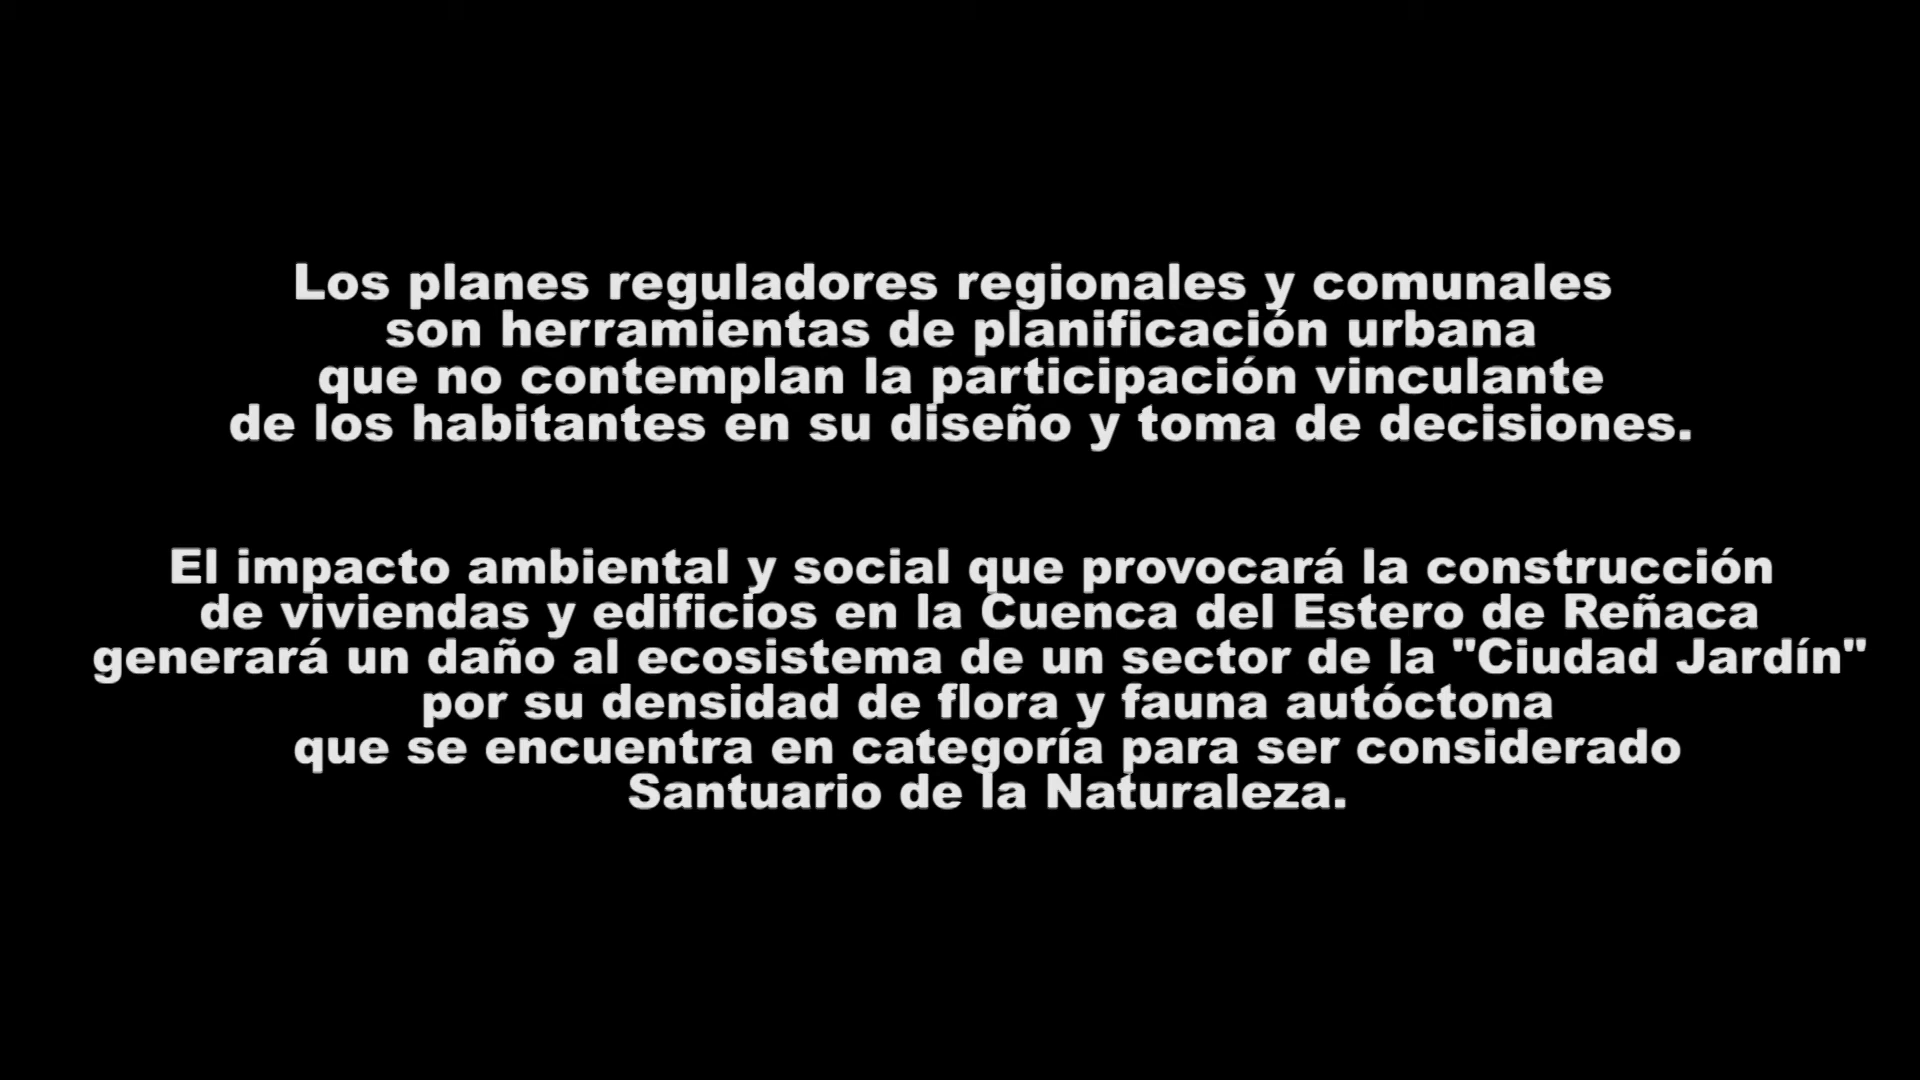 Los planes reguladores regionales y comunales
son herramientas de planificación urbana
que no contemplan la participación vinculante
de los habitantes en su diseño y toma de decisiones.
El impacto ambiental y social que provocará la construcción
de viviendas y edificios en la Cuenca del Estero de Reñaca
generará un daño al ecosistema de un sector de la "Ciudad Jardín"
por su densidad de flora y fauna autóctona
que se encuentra en categoría para ser considerado
Santuario de la Naturaleza.